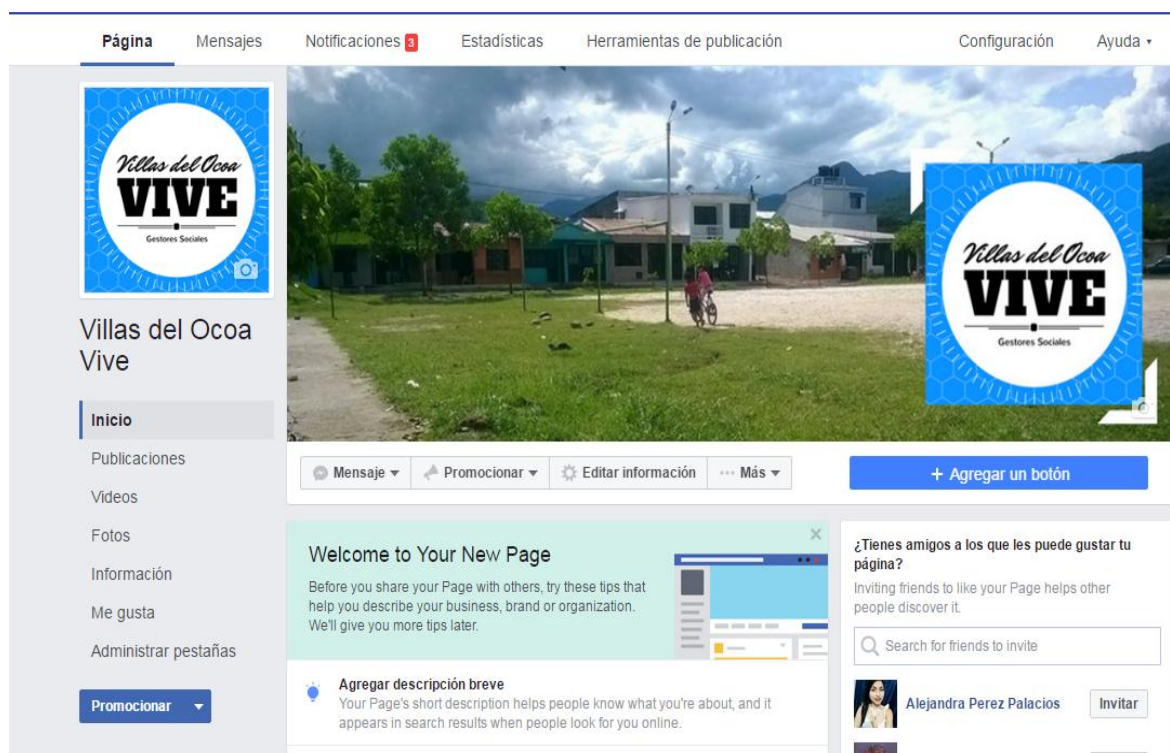 Página Mensajes Notificaciones 3 Estadísticas Herramientas de publicación Configuración Ayuda
Villas del Ocoa
VIVE
Gestores Sociales
Villas del Ocoa
VIVE
Gestores Sociales
Villas del Ocoa
Vive
Inicio
Publicaciones
Videos
Fotos
Información
Me gusta
Administrar pestañas
Promocionar
Mensaje Promocionar Editar información Más
+ Agregar un botón
Welcome to Your New Page
Before you share your Page with others, try these tips that
help you describe your business, brand or organization.
We'll give you more tips later.
Agregar descripción breve
Your Page's short description helps people know what you're about, and it
appears in search results when people look for you online.
¿Tienes amigos a los que les puede gustar tu
página?
Inviting friends to like your Page helps other
people discover it.
Search for friends to invite
Alejandra Perez Palacios Invitar